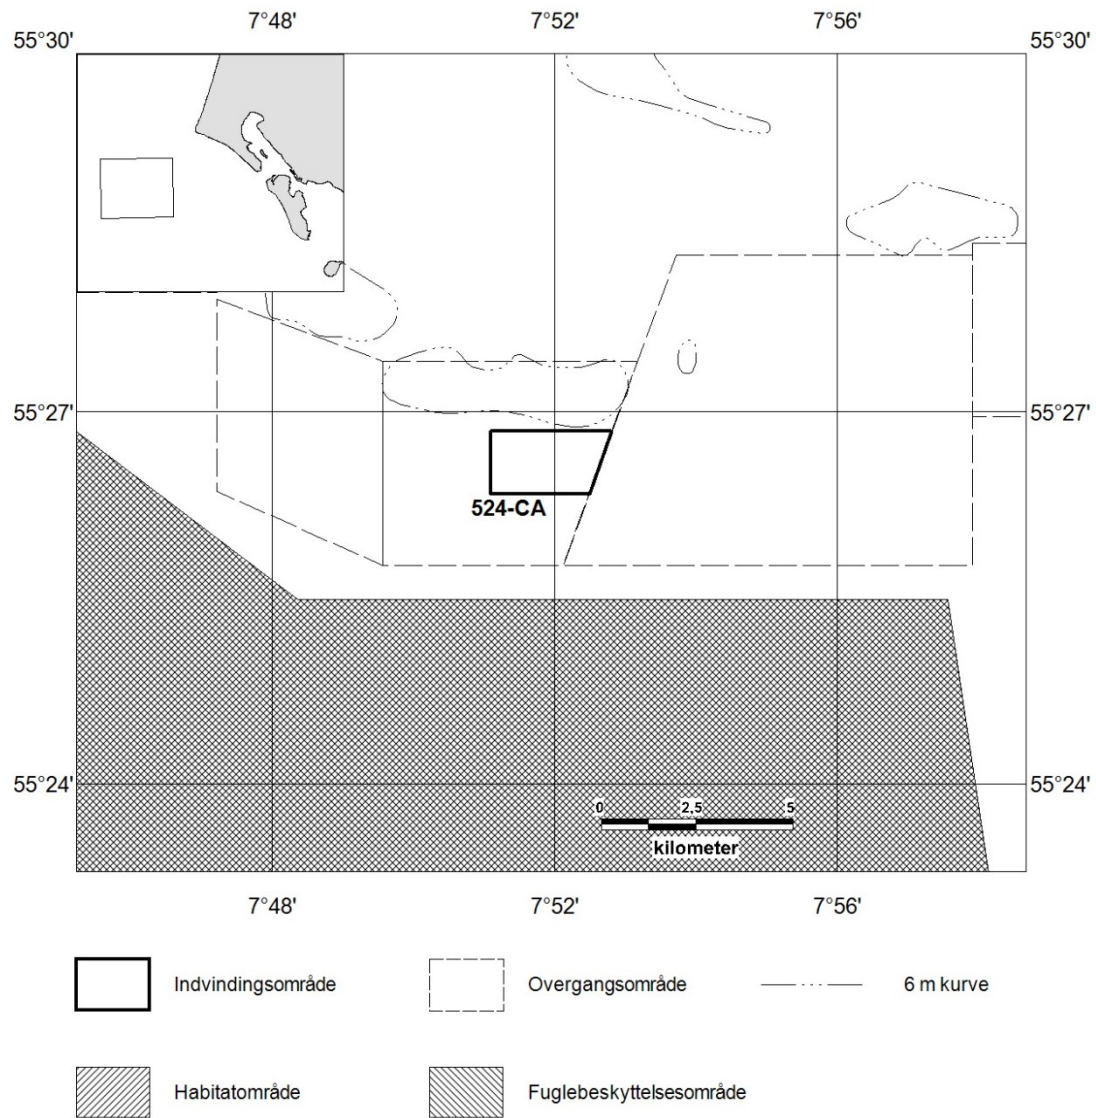 7°48' 7°52' 7°56'
55°30' 55°30'
55°27' 55°27'
524-CA
55°24' 55°24'
0 2,5 5
kilometer
7°48' 7°52' 7°56'
Indvindingsområde Overgangsområde 6 m kurve
Habitatområde Fuglebeskyttelsesområde